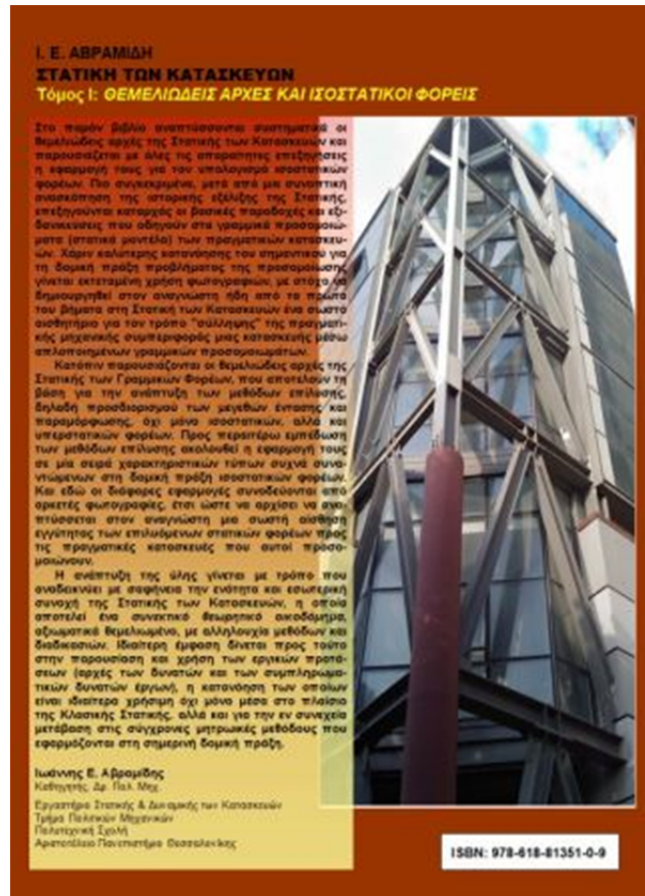 Ι. Ε. ΑΒΡΑΜΙΔΗ
ΣΤΑΤΙΚΗ ΤΩΝ ΚΑΤΑΣΚΕΥΩΝ
Τόμος Ι: ΘΕΜΕΛΙΩΔΕΙΣ ΑΡΧΕΣ ΚΑΙ ΙΣΟΣΤΑΤΙΚΟΙ ΦΟΡΕΙΣ
Στο παρόν βιβλίο αναπτύσσονται συστηματικά οι
θεμελιώδεις αρχές της Στατικής των Κατασκευών και
παρουσιάζεται με όλες τις απαραίτητες επεξηγήσεις
η εφαρμογή τους για τον υπολογισμό ισοστατικών
φορέων. Πιο συγκεκριμένα, μετά από μια συνοπτική
ανασκόπηση της ιστορικής εξέλιξης της Στατικής,
επεξηγούνται καταρχάς οι βασικές παραδοχές και εξι-
δανικεύσεις που οδηγούν στα γραμμικά προσομοιώ-
ματα (στατικά μοντέλα) των πραγματικών κατασκευ-
ών. Χάριν καλύτερης κατανόησης του σημαντικού για
τη δομική πράξη προβλήματος της προσομοίωσης
γίνεται εκτεταμένη χρήση φωτογραφιών, με στόχο να
δημιουργηθεί στον αναγνώστη ήδη από τα πρώτα
του βήματα στη Στατική των Κατασκευών ένα σωστό
αισθητήριο για τον τρόπο "σύλληψης" της πραγματι-
κής μηχανικής συμπεριφοράς μιας κατασκευής μέσω
απλοποιημένων γραμμικών προσομοιωμάτων.
Κατόπιν παρουσιάζονται οι θεμελιώδεις αρχές της
Στατικής των Γραμμικών Φορέων, που αποτελούν τη
βάση για την ανάπτυξη των μεθόδων επίλυσης,
δηλαδή προσδιορισμού των μεγεθών έντασης και
παραμόρφωσης, όχι μόνο ισοστατικών, αλλά και
υπερστατικών φορέων. Προς περαιτέρω εμπέδωση
των μεθόδων επίλυσης ακολουθεί η εφαρμογή τους
σε μία σειρά χαρακτηριστικών τύπων συχνά συνα-
ντώμενων στη δομική πράξη ισοστατικών φορέων.
Και εδώ οι διάφορες εφαρμογές συνοδεύονται από
αρκετές φωτογραφίες, έτσι ώστε να αρχίσει να ανα-
πτύσσεται στον αναγνώστη μια σωστή αίσθηση
εγγύτητας των επιλυόμενων στατικών φορέων προς
τις πραγματικές κατασκευές που αυτοί προσο-
μοιώνουν.
Η ανάπτυξη της ύλης γίνεται με τρόπο που
αναδεικνύει με σαφήνεια την ενότητα και εσωτερική
συνοχή της Στατικής των Κατασκευών, η οποία
αποτελεί ένα συνεκτικό θεωρητικό οικοδόμημα,
αξιωματικά θεμελιωμένο, με αλληλουχία μεθόδων και
διαδικασιών. Ιδιαίτερη έμφαση δίνεται προς τούτο
στην παρουσίαση και χρήση των εργικών προτά-
σεων (αρχές των δυνατών και των συμπληρωμα-
τικών δυνατών έργων), η κατανόηση των οποίων
είναι ιδιαίτερα χρήσιμη όχι μόνο μέσα στο πλαίσιο
της Κλασικής Στατικής, αλλά και για την εν συνεχεία
μετάβαση στις σύγχρονες μητρωικές μεθόδους που
εφαρμόζονται στη σημερινή δομική πράξη.
Ιωάννης Ε. Αβραμίδης
Καθηγητής, Δρ. Πολ. Μηχ.
Εργαστήριο Στατικής & Δυναμικής των Κατασκευών
Τμήμα Πολιτικών Μηχανικών
Πολυτεχνική Σχολή
Αριστοτέλειο Πανεπιστήμιο Θεσσαλονίκης
ISBN: 978-618-81351-0-9